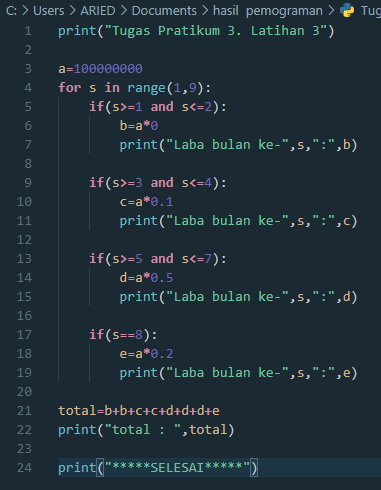 C: > Users > ARIED > Documents > hasil pemograman > Tug
1 print("Tugas Pratikum 3. Latihan 3")
2
3 a=100000000
4 for s in range(1,9):
5 if(s>=1 and s<=2):
6 b=a*0
7 print("Laba bulan ke-",s,":",b)
8
9 if(s>=3 and s<=4):
10 c=a*0.1
11 print("Laba bulan ke-",s,":",c)
12
13 if(s>=5 and s<=7):
14 d=a*0.5
15 print("Laba bulan ke-",s,":",d)
16
17 if(s==8):
18 e=a*0.2
19 print("Laba bulan ke-",s,":",e)
20
21 total=b+b+c+c+d+d+d+e
22 print("total : ",total)
23
24 print("*****SELESAI*****")